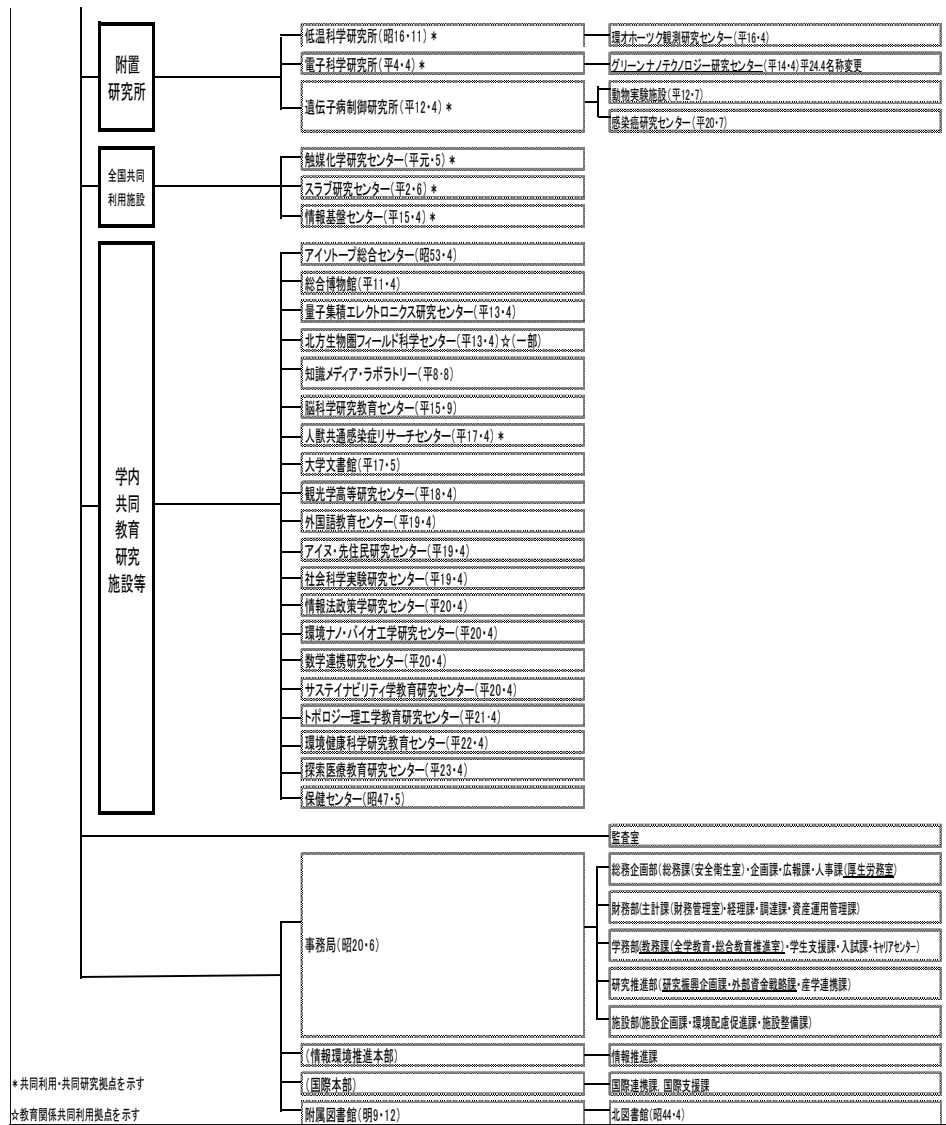 附置
研究所
低温科学研究所(昭16・11)*
環オホーツク観測研究センター(平16・4)
電子科学研究所(平4・4)*
グリーンナノテクノロジー研究センター(平14・4)平24.4名称変更
遺伝子病制御研究所(平12・4)*
動物実験施設(平12・7)
感染癌研究センター(平20・7)
全国共同
利用施設
触媒化学研究センター(平元・5)*
スラブ研究センター(平2・6)*
情報基盤センター(平15・4)*
学内
共同
教育
研究
施設等
アイソトープ総合センター(昭53・4)
総合博物館(平11・4)
量子集積エレクトロニクス研究センター(平13・4)
北方生物圏フィールド科学センター(平13・4)☆(一部)
知識メディア・ラボラトリー(平8・8)
脳科学研究教育センター(平15・9)
人獣共通感染症リサーチセンター(平17・4)*
大学文書館(平17・5)
観光学高等研究センター(平18・4)
外国語教育センター(平19・4)
アイヌ・先住民研究センター(平19・4)
社会科学実験研究センター(平19・4)
情報法政策学研究センター(平20・4)
環境ナノ・バイオ工学研究センター(平20・4)
数学連携研究センター(平20・4)
サステイナビリティ学教育研究センター(平20・4)
トポロジー理工学教育研究センター(平21・4)
環境健康科学研究教育センター(平22・4)
探索医療教育研究センター(平23・4)
保健センター(昭47・5)
監査室
事務局(昭20・6)
総務企画部(総務課(安全衛生室)・企画課・広報課・人事課(厚生労務室)
財務部(主計課(財務管理室)・経理課・調達課・資産運用管理課)
学務部(教務課(全学教育・総合教育推進室)・学生支援課・入試課・キャリアセンター)
研究推進部(研究振興企画課・外部資金戦略課・産学連携課)
施設部(施設企画課・環境配慮促進課・施設整備課)
(情報環境推進本部)
情報推進課
(国際本部)
国際連携課,国際支援課
附属図書館(明9・12)
北図書館(昭44・4)
*共同利用・共同研究拠点を示す
☆教育関係共同利用拠点を示す